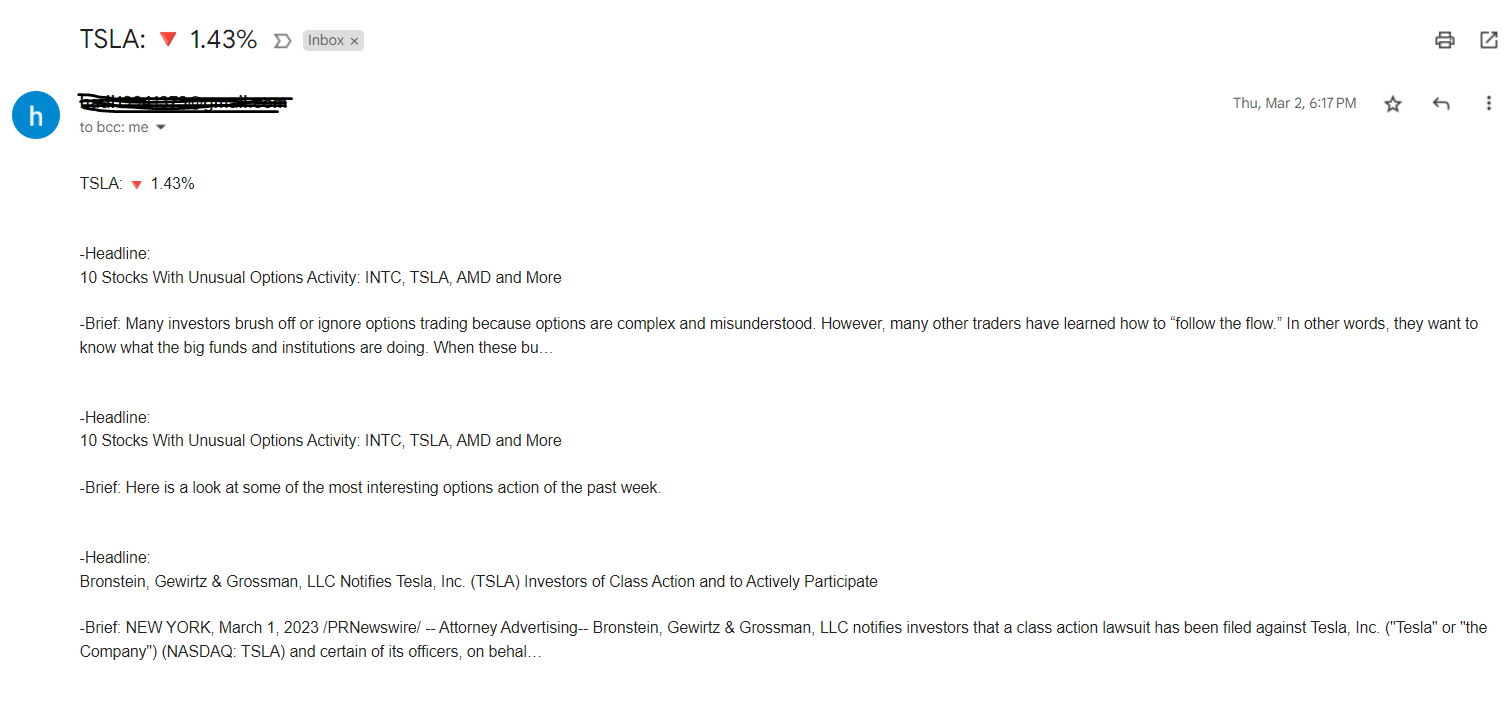 TSLA: 🔻 1.43% Inbox ×
h
Thu, Mar 2, 6:17 PM
to bcc: me
TSLA: 🔻 1.43%
-Headline:
10 Stocks With Unusual Options Activity: INTC, TSLA, AMD and More
-Brief: Many investors brush off or ignore options trading because options are complex and misunderstood. However, many other traders have learned how to “follow the flow.” In other words, they want to
know what the big funds and institutions are doing. When these bu…
-Headline:
10 Stocks With Unusual Options Activity: INTC, TSLA, AMD and More
-Brief: Here is a look at some of the most interesting options action of the past week.
-Headline:
Bronstein, Gewirtz & Grossman, LLC Notifies Tesla, Inc. (TSLA) Investors of Class Action and to Actively Participate
-Brief: NEW YORK, March 1, 2023 /PRNewswire/ -- Attorney Advertising-- Bronstein, Gewirtz & Grossman, LLC notifies investors that a class action lawsuit has been filed against Tesla, Inc. ("Tesla" or "the
Company") (NASDAQ: TSLA) and certain of its officers, on behal…